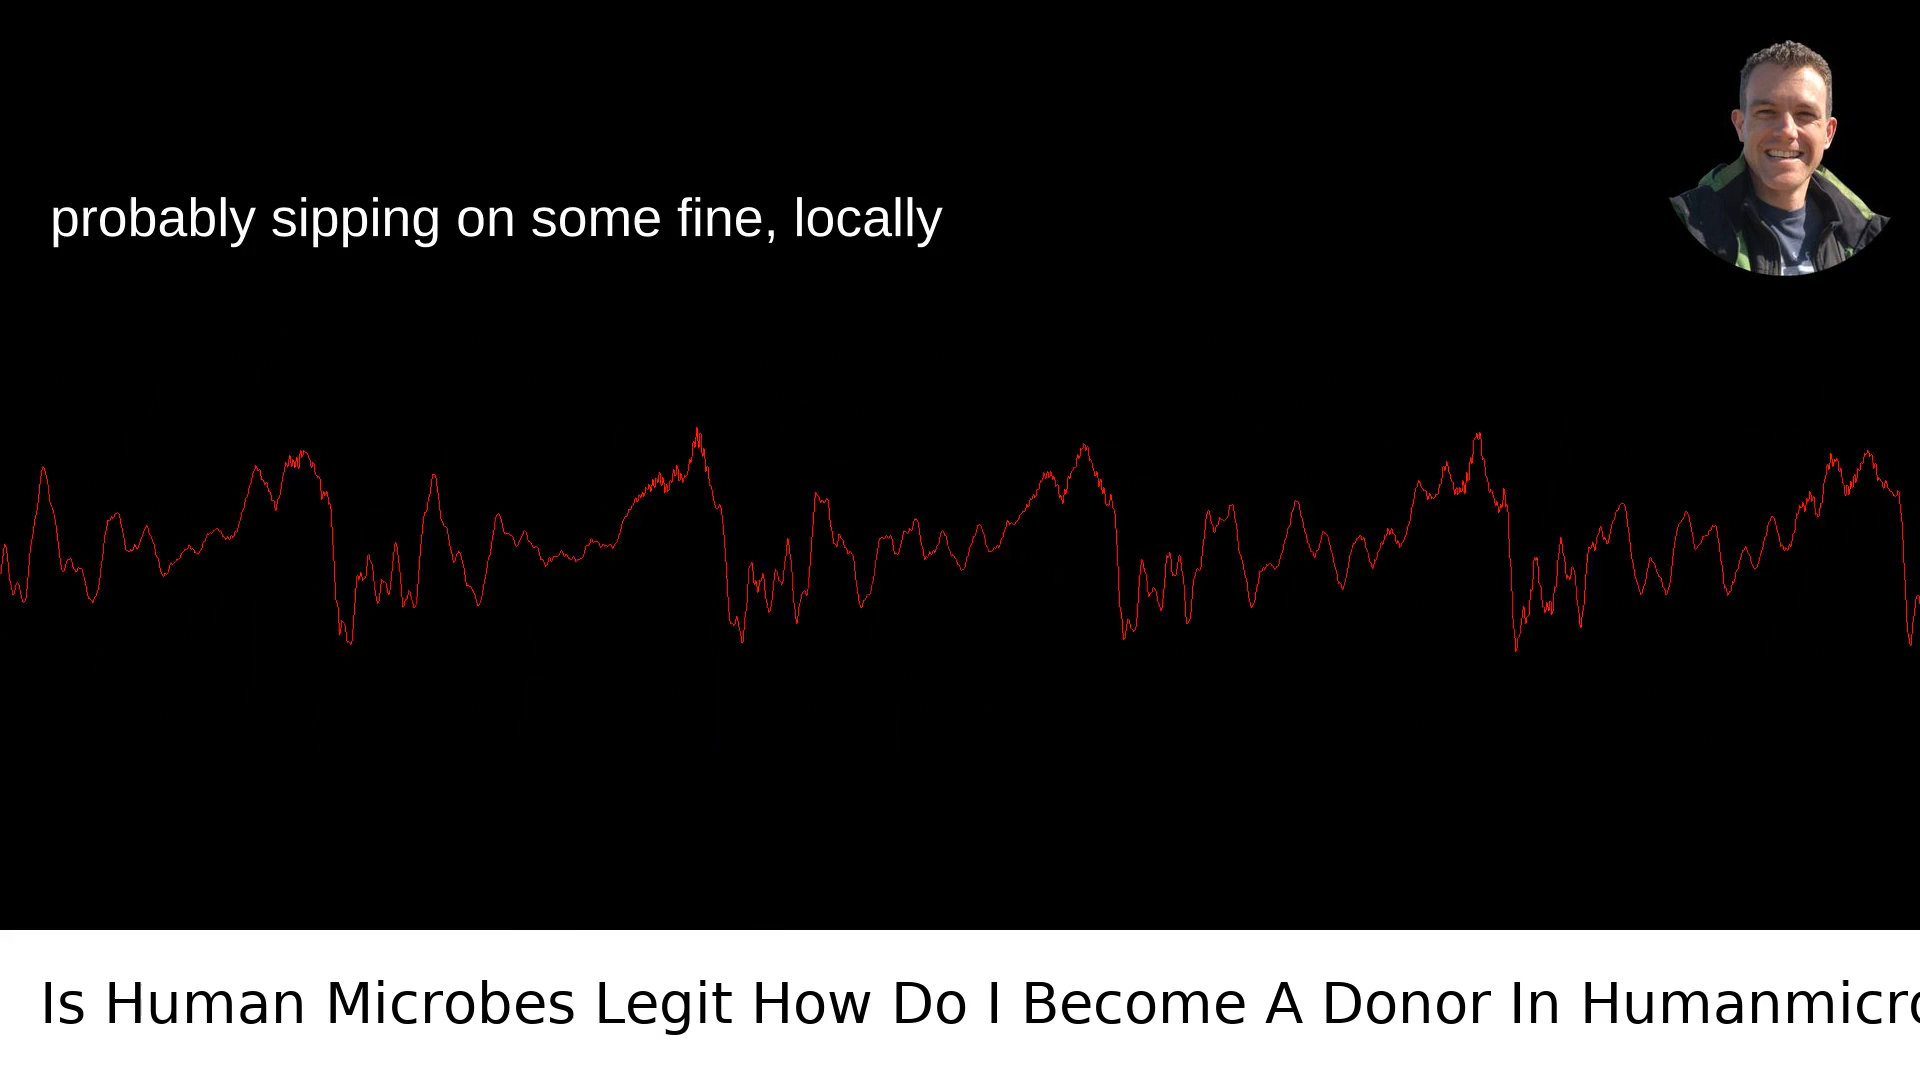 probably sipping on some fine, locally
Is Human Microbes Legit How Do I Become A Donor In Humanmicro